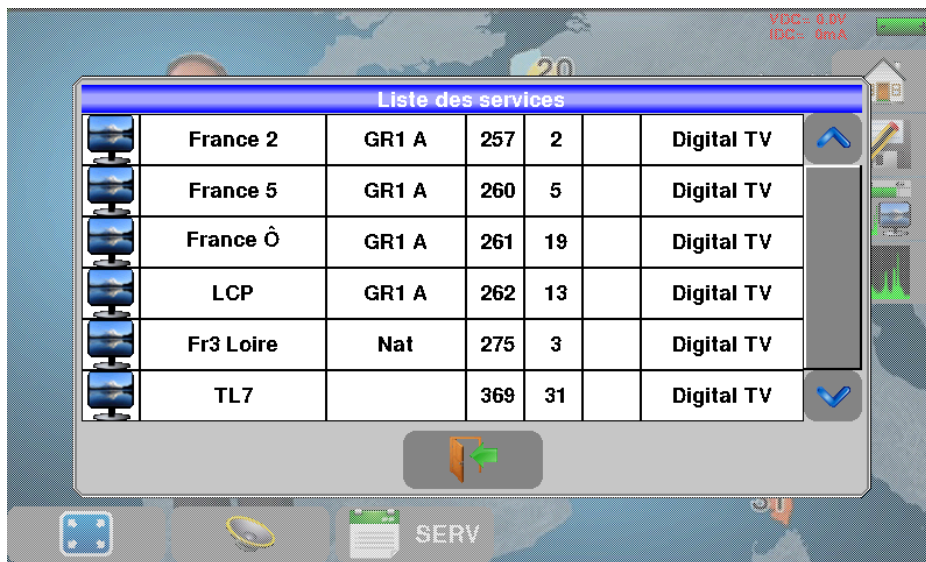 VDC= 0.0V
IDC= 0mA
20
Liste des services
France 2 GR1 A 257 2 Digital TV
France 5 GR1 A 260 5 Digital TV
France Ô GR1 A 261 19 Digital TV
LCP GR1 A 262 13 Digital TV
Fr3 Loire Nat 275 3 Digital TV
TL7 369 31 Digital TV
SERV